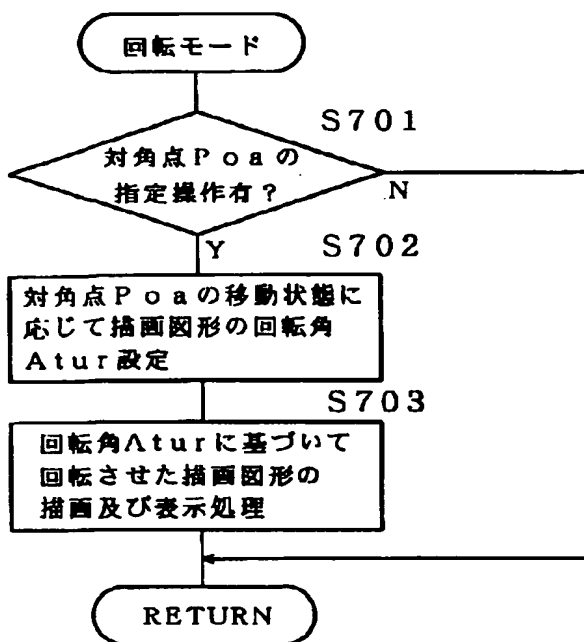 回転モード
S701
対角点Poaの
指定操作有?
N
Y
S702
対角点Poaの移動状態に
応じて描画図形の回転角
Atur設定
S703
回転角Aturに基づいて
回転させた描画図形の
描画及び表示処理
RETURN